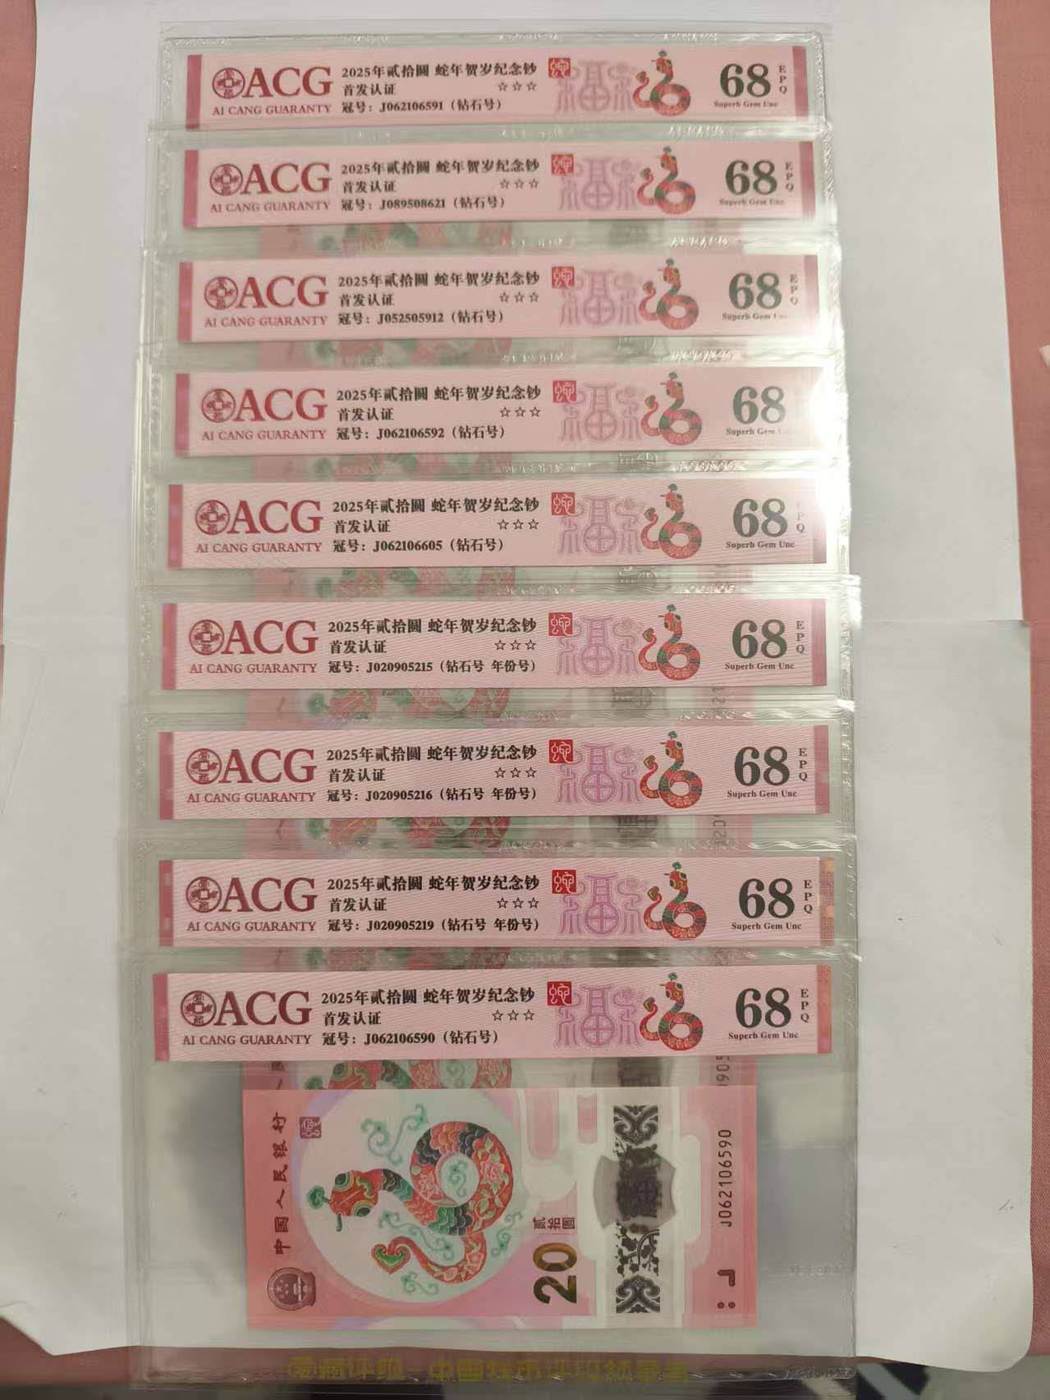 ACG 2025年贰拾圆 蛇年贺岁纪念钞 68 EPQ
首发认证 ☆☆☆
AI CANG GUARANTY 冠号：J062106591（钻石号） Superb Gem Unc
ACG 2025年贰拾圆 蛇年贺岁纪念钞 68 EPQ
首发认证 ☆☆☆
AI CANG GUARANTY 冠号：J089508621（钻石号） Superb Gem Unc
ACG 2025年贰拾圆 蛇年贺岁纪念钞 68 EPQ
首发认证 ☆☆☆
AI CANG GUARANTY 冠号：J052505912（钻石号） Superb Gem
ACG 2025年贰拾圆 蛇年贺岁纪念钞 68
首发认证 ☆☆☆
AI CANG GUARANTY 冠号：J062106592（钻石号） Superb Gem
ACG 2025年贰拾圆 蛇年贺岁纪念钞 68 PQ
首发认证 ☆☆☆
AI CANG GUARANTY 冠号：J062106605（钻石号） Superb Gem Unc
ACG 2025年贰拾圆 蛇年贺岁纪念钞 68 EPQ
首发认证 ☆☆☆
AI CANG GUARANTY 冠号：J020905215（钻石号 年份号） Superb Gem Unc
ACG 2025年贰拾圆 蛇年贺岁纪念钞 68 EPQ
首发认证 ☆☆☆
AI CANG GUARANTY 冠号：J020905216（钻石号 年份号） Superb Gem Unc
ACG 2025年贰拾圆 蛇年贺岁纪念钞 68 EPQ
首发认证 ☆☆☆
AI CANG GUARANTY 冠号：J020905219（钻石号 年份号） Superb Gem Unc
ACG 2025年贰拾圆 蛇年贺岁纪念钞 68 EPQ
首发认证 ☆☆☆
AI CANG GUARANTY 冠号：J062106590（钻石号） Superb Gem Unc
中国人民银行
贰拾圆
20
J062106590